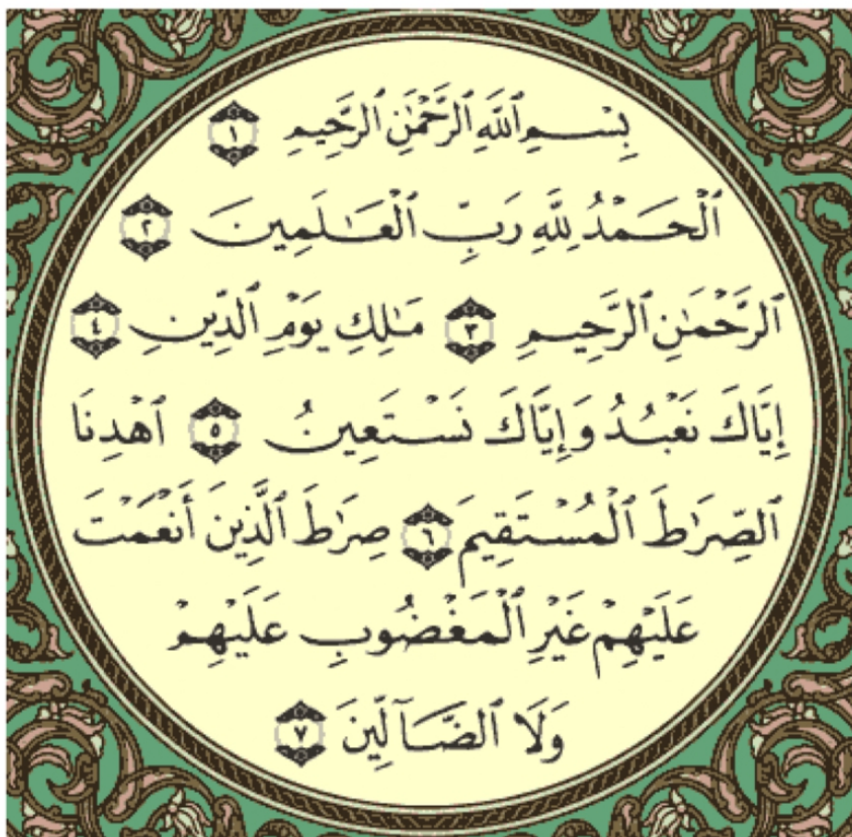 بِسْمِ ٱللَّهِ ٱلرَّحْمَٰنِ ٱلرَّحِيمِ ١
ٱلْحَمْدُ لِلَّهِ رَبِّ ٱلْعَٰلَمِينَ ٢
ٱلرَّحْمَٰنِ ٱلرَّحِيمِ ٣ مَٰلِكِ يَوْمِ ٱلدِّينِ ٤
إِيَّاكَ نَعْبُدُ وَإِيَّاكَ نَسْتَعِينُ ٥ ٱهْدِنَا
ٱلصِّرَٰطَ ٱلْمُسْتَقِيمَ ٦ صِرَٰطَ ٱلَّذِينَ أَنْعَمْتَ
عَلَيْهِمْ غَيْرِ ٱلْمَغْضُوبِ عَلَيْهِمْ
وَلَا ٱلضَّآلِّينَ ٧